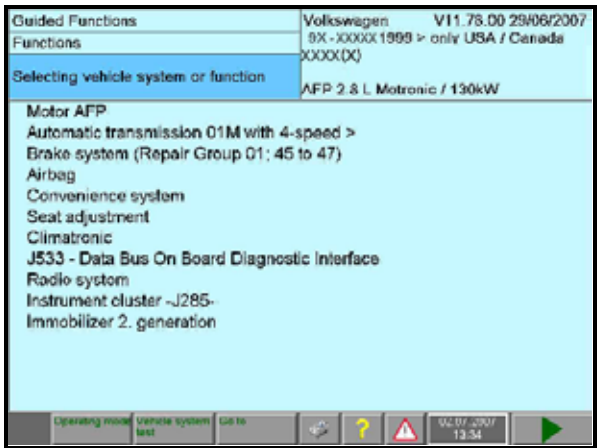 Guided Functions
Functions
Selecting vehicle system or function
Volkswagen V11.78.00 29/06/2007
9X-XXXXX 1999 > only USA / Canada
XXXX(X)
AFP 2.8 L Motronic / 130kW
Motor AFP
Automatic transmission 01M with 4-speed >
Brake system (Repair Group 01; 45 to 47)
Airbag
Convenience system
Seat adjustment
Climatronic
J533 - Data Bus On Board Diagnostic Interface
Radio system
Instrument cluster -J285-
Immobilizer 2. generation
Operating mode
Vehicle system
test
Go to
?
02.07.2007
13:34